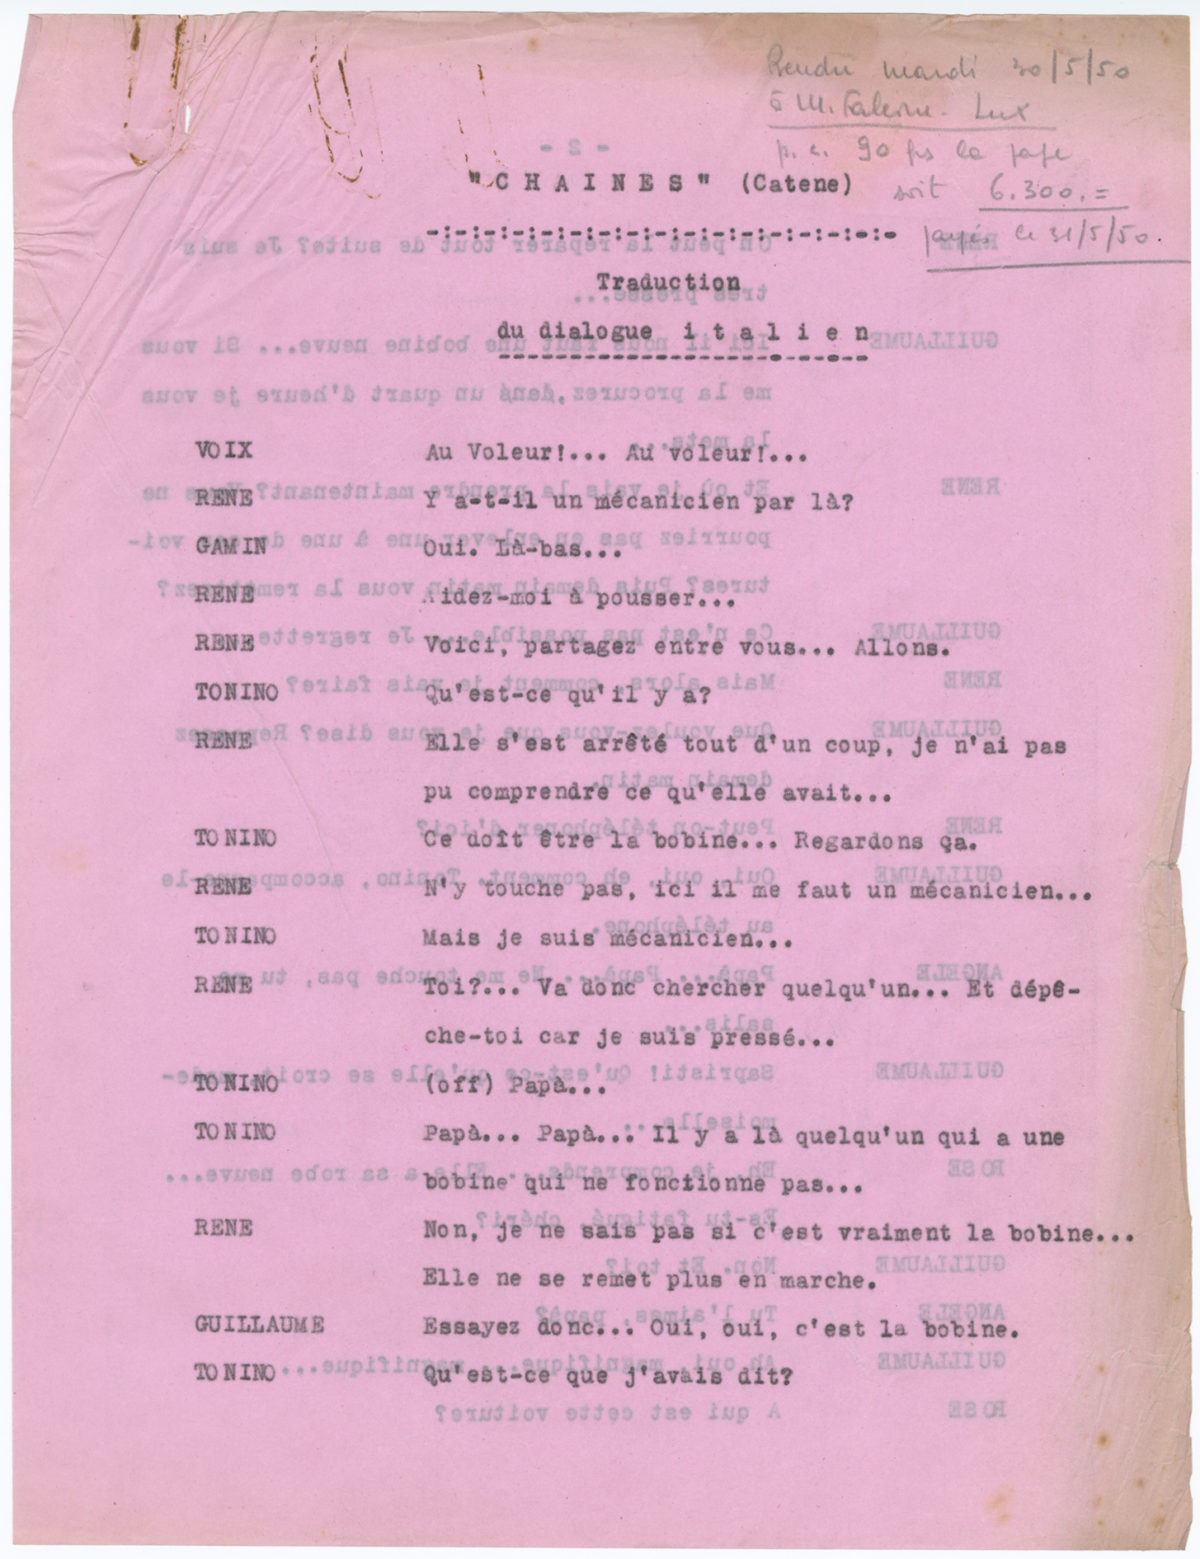 Rendu mardi 30/5/50
à M. - Lux
p. c. 90 frs la page
soit 6.300.=
payés le 31/5/50.
"C H A I N E S" (Catene)
-:-:-:-:-:-:-:-:-:-:-:-:-:-:-:-:-:-:-
Traduction
du dialogue i t a l i e n
VOIX Au Voleur!... Au voleur!...
RENE Y a-t-il un mécanicien par là?
GAMIN Oui. Là-bas...
RENE Aidez-moi à pousser...
RENE Voici, partagez entre vous... Allons.
TONINO Qu'est-ce qu'il y a?
RENE Elle s'est arrêté tout d'un coup, je n'ai pas
pu comprendre ce qu'elle avait...
TONINO Ce doit être la bobine... Regardons ça.
RENE N'y touche pas, ici il me faut un mécanicien...
TONINO Mais je suis mécanicien...
RENE Toi?... Va donc chercher quelqu'un... Et dépê-
che-toi car je suis pressé...
TONINO (off) Papà...
TONINO Papà... Papà... Il y a là quelqu'un qui a une
bobine qui ne fonctionne pas...
RENE Non, je ne sais pas si c'est vraiment la bobine...
Elle ne se remet plus en marche.
GUILLAUME Essayez donc... Oui, oui, c'est la bobine.
TONINO Qu'est-ce que j'avais dit?